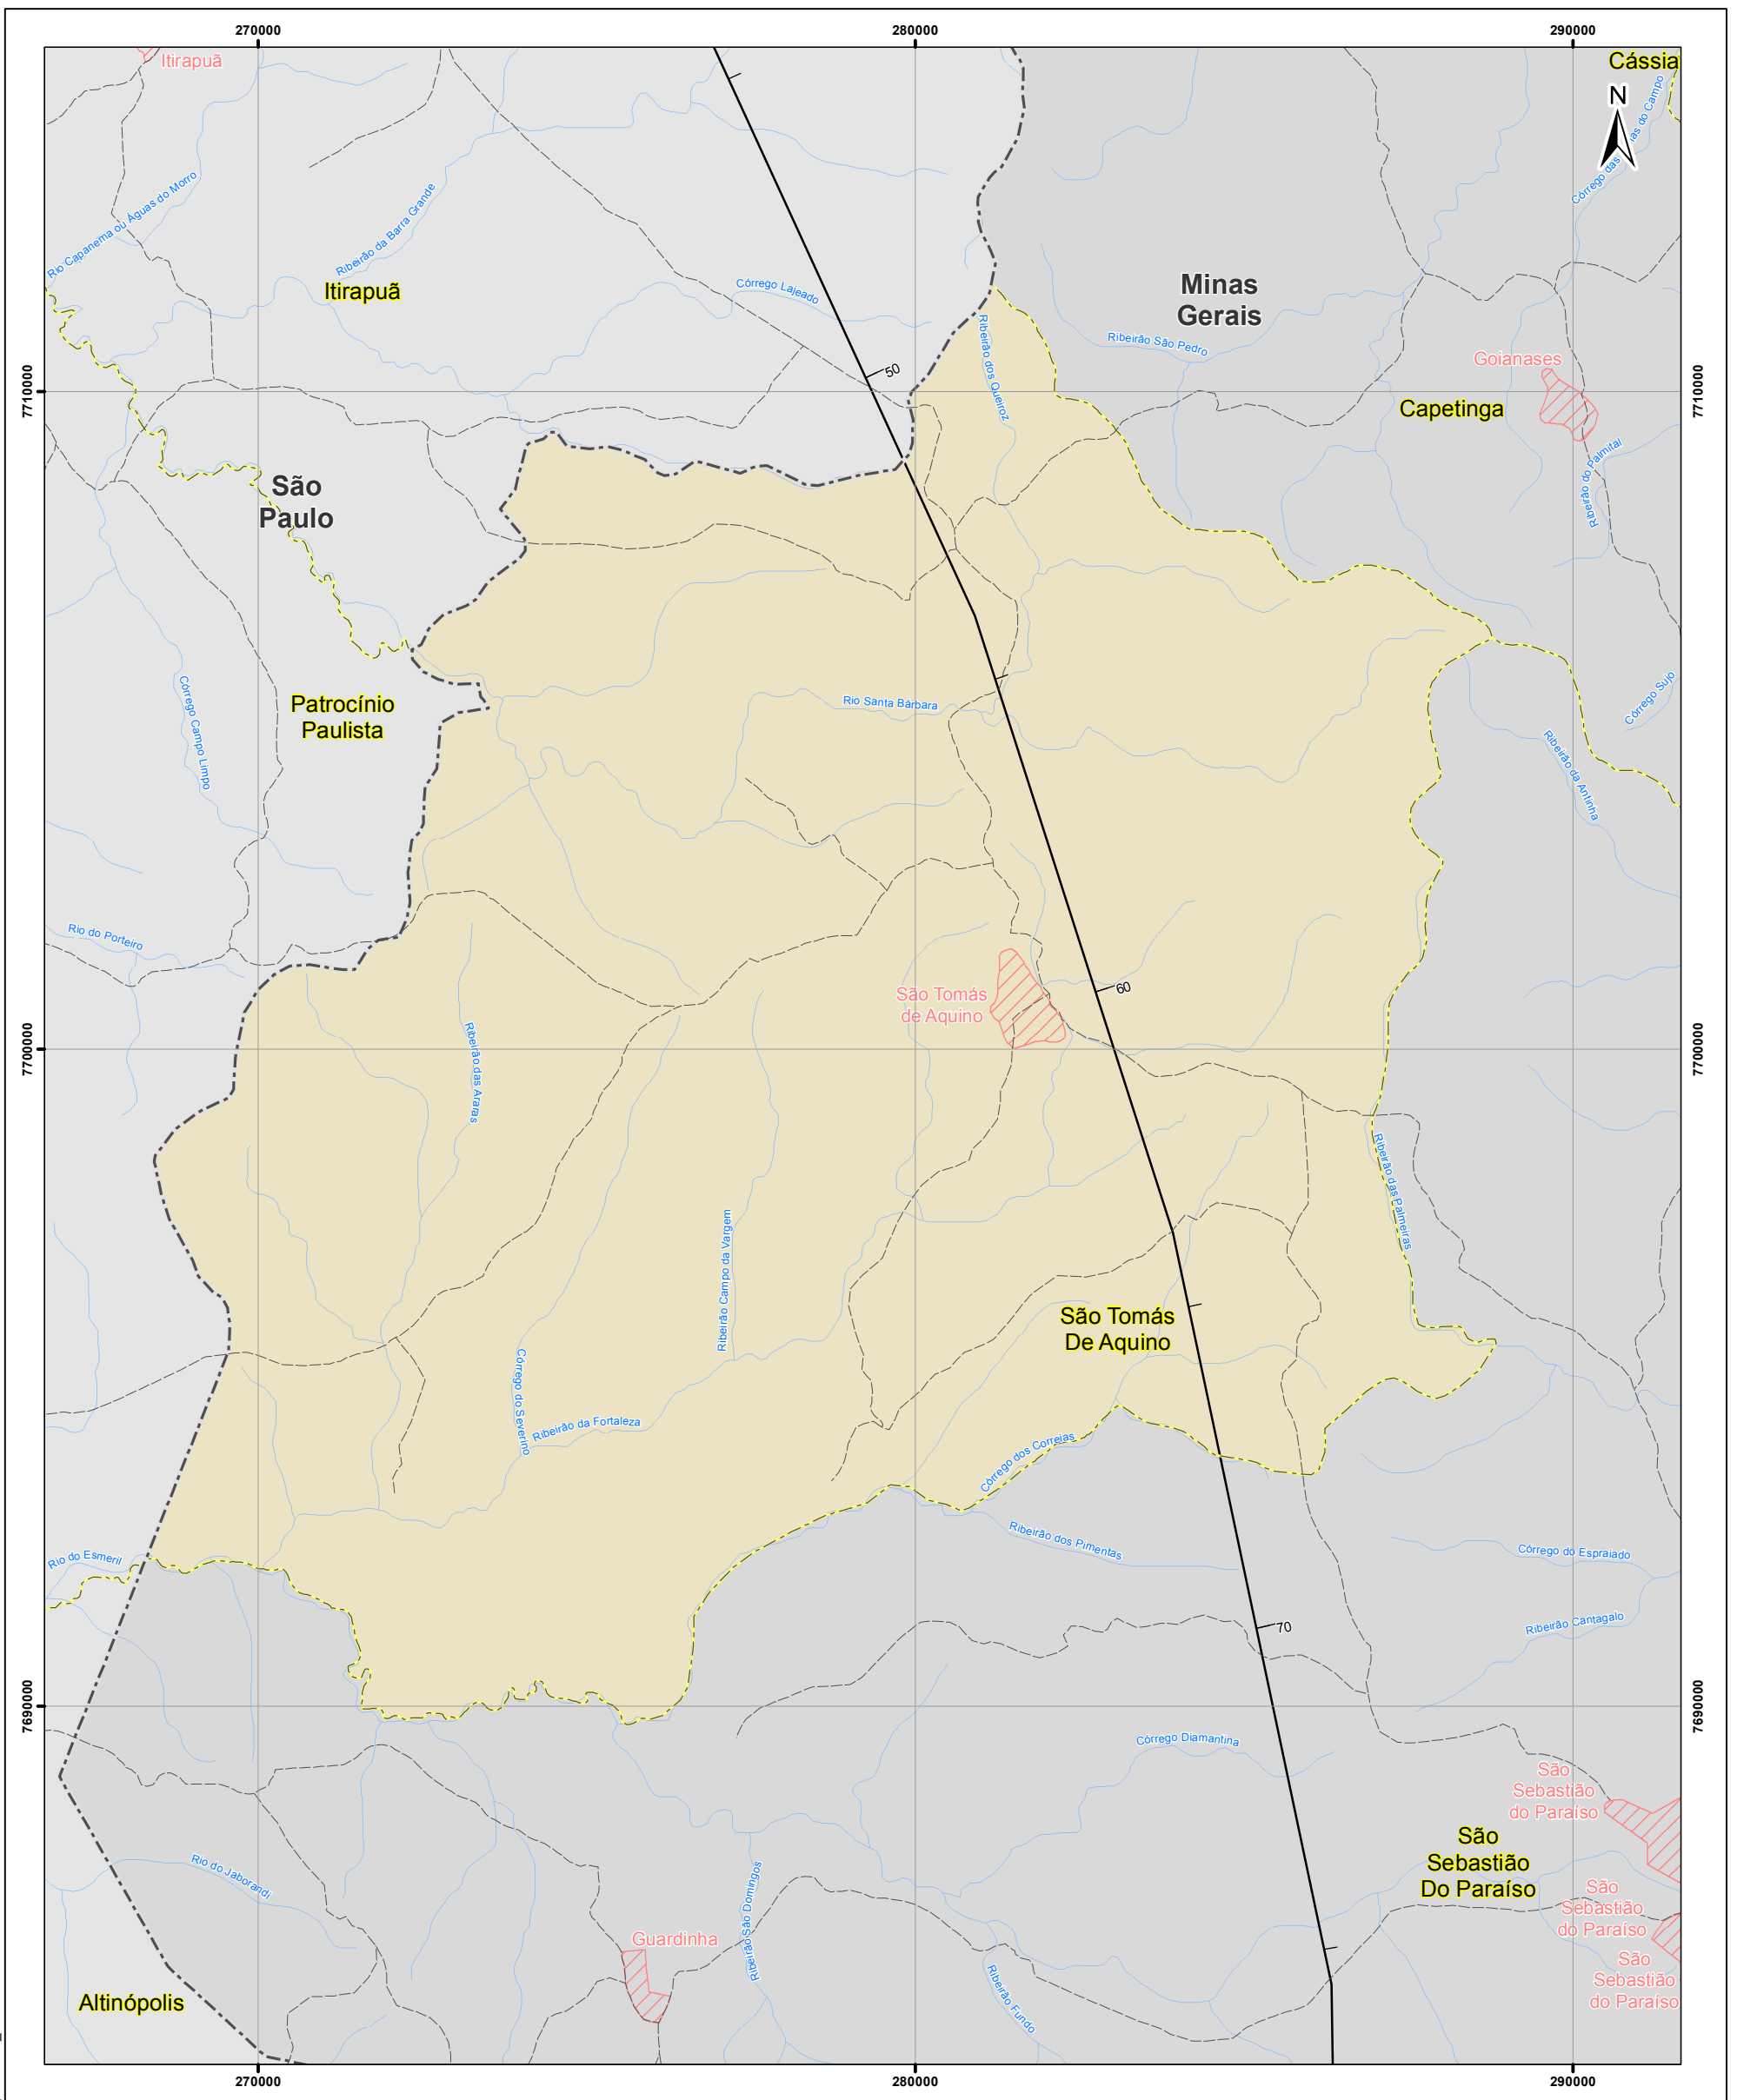 270000
280000
290000
Itirapuã
Cássia
N
Córrego das
as do Campo
Rio Capanema ou Águas do Morro
Ribeirão da Barra Grande
Itirapuã
Córrego Lajeado
Minas
Gerais
Ribeirão dos Queiroz
Ribeirão São Pedro
Goianases
50
7710000
7710000
Capetinga
Ribeirão do Palmital
São
Paulo
Córrego Campo Limpo
Patrocínio
Paulista
Rio Santa Bárbara
Córrego Sujo
Ribeirão da Antinha
Rio do Porteiro
São Tomás
de Aquino
60
7700000
7700000
Ribeirão das Araras
Ribeirão das Palmeiras
Ribeirão Campo da Vargem
São Tomás
De Aquino
Córrego do Severino
Ribeirão da Fortaleza
Córrego dos Correias
Ribeirão dos Pimentas
Rio do Esmeril
Córrego do Espraiado
Ribeirão Cantagalo
70
7690000
7690000
Córrego Diamantina
São
Sebastião
do Paraíso
São
Sebastião
Do Paraíso
Rio do Jaborandi
Ribeirão São Domingos
São
Sebastião
do Paraíso
Guardinha
São
Sebastião
do Paraíso
Ribeirão Fundo
Altinópolis
270000
280000
290000